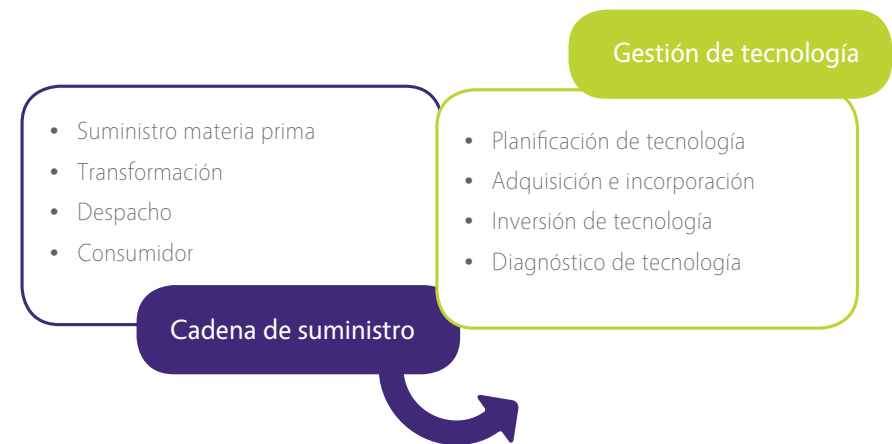 Gestión de tecnología
• Suministro materia prima
• Transformación
• Despacho
• Consumidor
Cadena de suministro
• Planificación de tecnología
• Adquisición e incorporación
• Inversión de tecnología
• Diagnóstico de tecnología